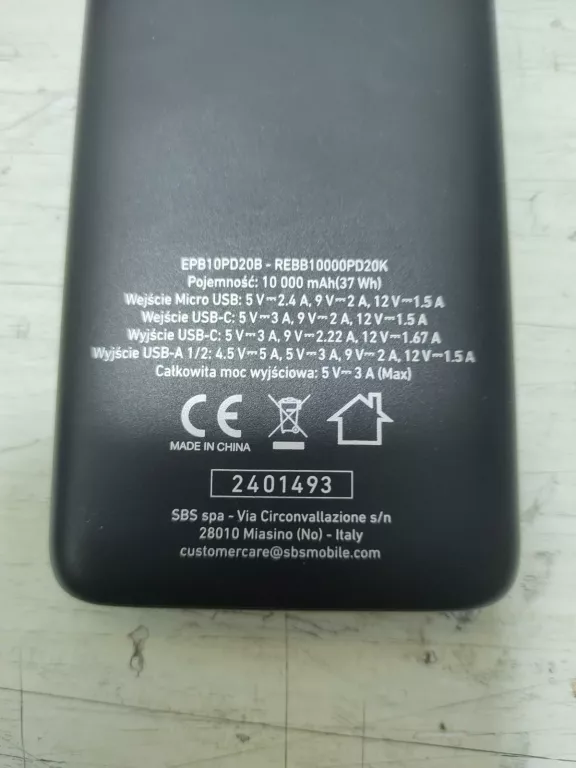 EPB10PD20B - REBB10000PD20K
Pojemność: 10 000 mAh(37 Wh)
Wejście Micro USB: 5 V⎓2.4 A, 9 V⎓2 A, 12 V⎓1.5 A
Wejście USB-C: 5 V⎓3 A, 9 V⎓2 A, 12 V⎓1.5 A
Wyjście USB-C: 5 V⎓3 A, 9 V⎓2.22 A, 12 V⎓1.67 A
Wyjście USB-A 1/2: 4.5 V⎓5 A, 5 V⎓3 A, 9 V⎓2 A, 12 V⎓1.5 A
Całkowita moc wyjściowa: 5 V⎓3 A (Max)
CE
MADE IN CHINA
2401493
SBS spa - Via Circonvallazione s/n
28010 Miasino (No) - Italy
customercare@sbsmobile.com